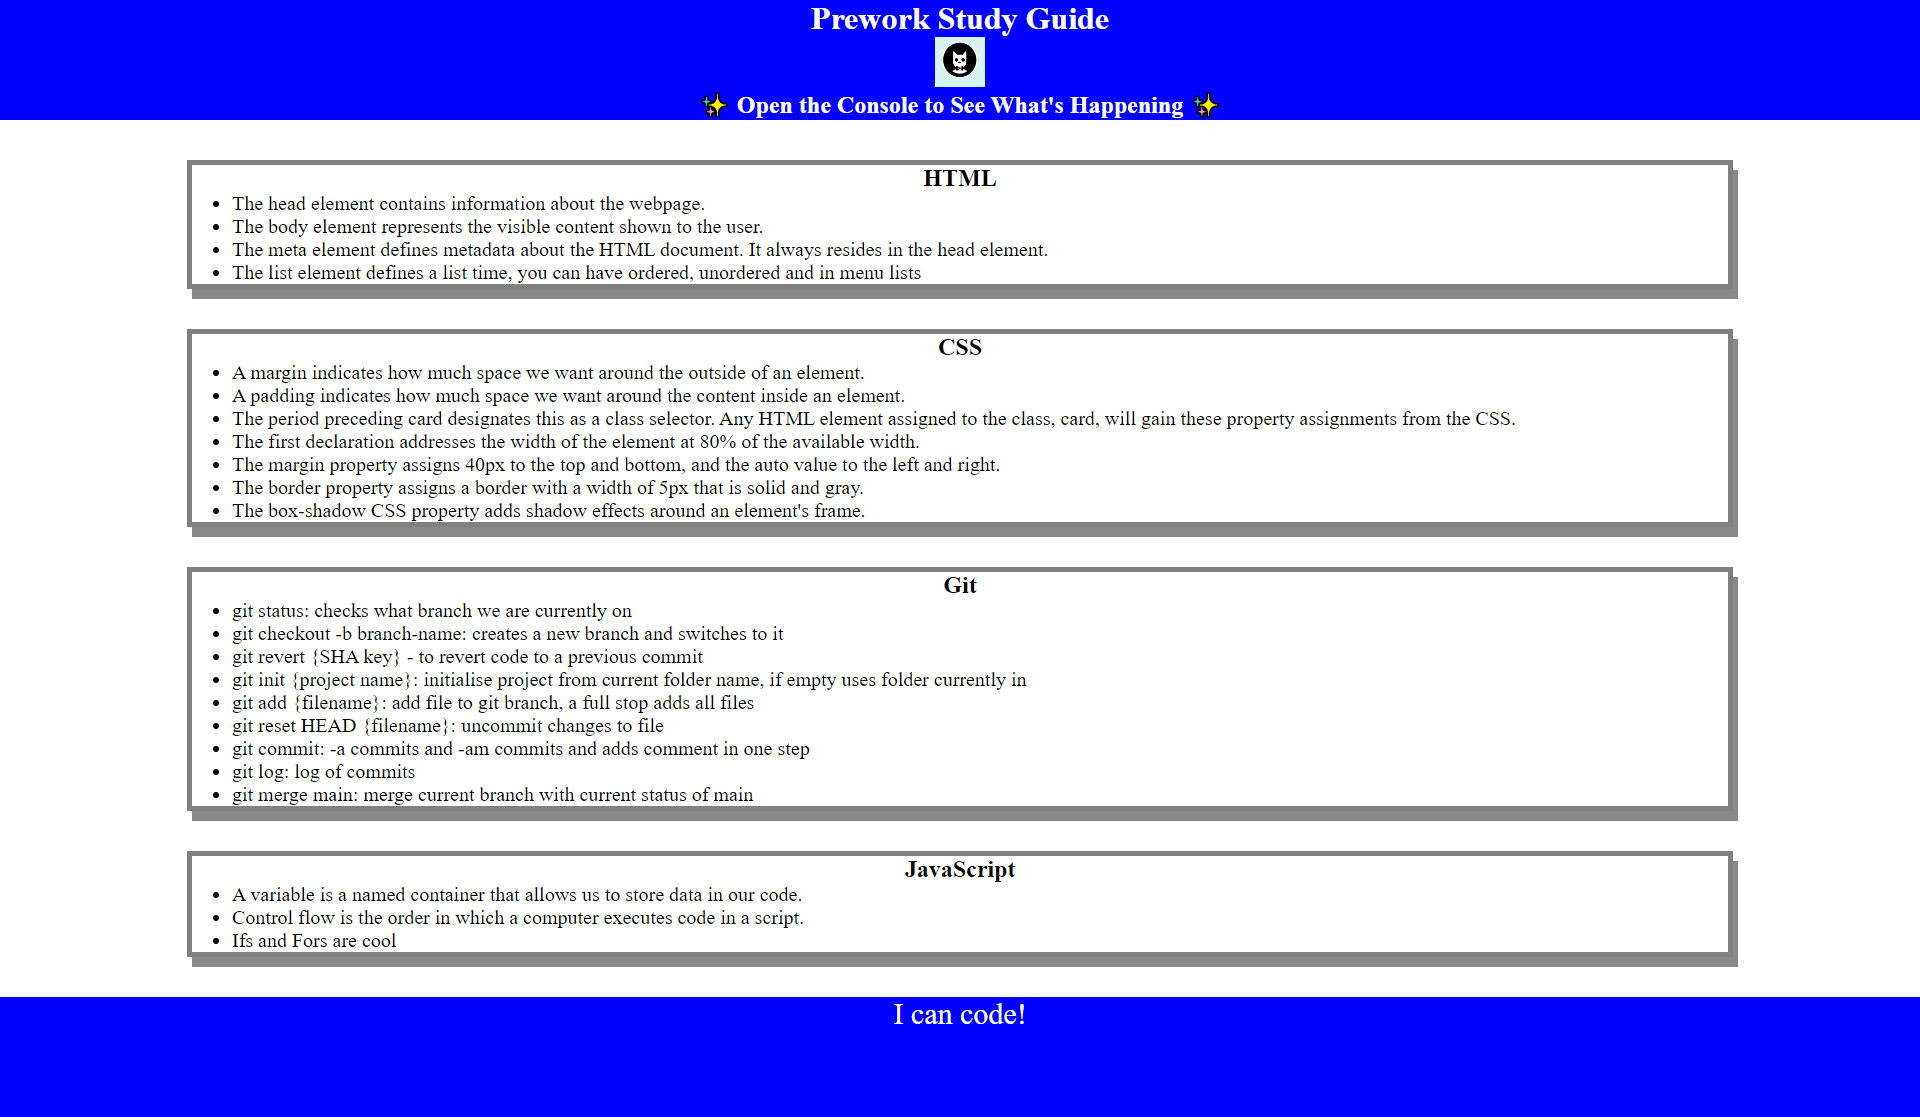 Prework Study Guide
✨ Open the Console to See What's Happening ✨
HTML
• The head element contains information about the webpage.
• The body element represents the visible content shown to the user.
• The meta element defines metadata about the HTML document. It always resides in the head element.
• The list element defines a list time, you can have ordered, unordered and in menu lists
CSS
• A margin indicates how much space we want around the outside of an element.
• A padding indicates how much space we want around the content inside an element.
• The period preceding card designates this as a class selector. Any HTML element assigned to the class, card, will gain these property assignments from the CSS.
• The first declaration addresses the width of the element at 80% of the available width.
• The margin property assigns 40px to the top and bottom, and the auto value to the left and right.
• The border property assigns a border with a width of 5px that is solid and gray.
• The box-shadow CSS property adds shadow effects around an element's frame.
Git
• git status: checks what branch we are currently on
• git checkout -b branch-name: creates a new branch and switches to it
• git revert {SHA key} - to revert code to a previous commit
• git init {project name}: initialise project from current folder name, if empty uses folder currently in
• git add {filename}: add file to git branch, a full stop adds all files
• git reset HEAD {filename}: uncommit changes to file
• git commit: -a commits and -am commits and adds comment in one step
• git log: log of commits
• git merge main: merge current branch with current status of main
JavaScript
• A variable is a named container that allows us to store data in our code.
• Control flow is the order in which a computer executes code in a script.
• Ifs and Fors are cool
I can code!